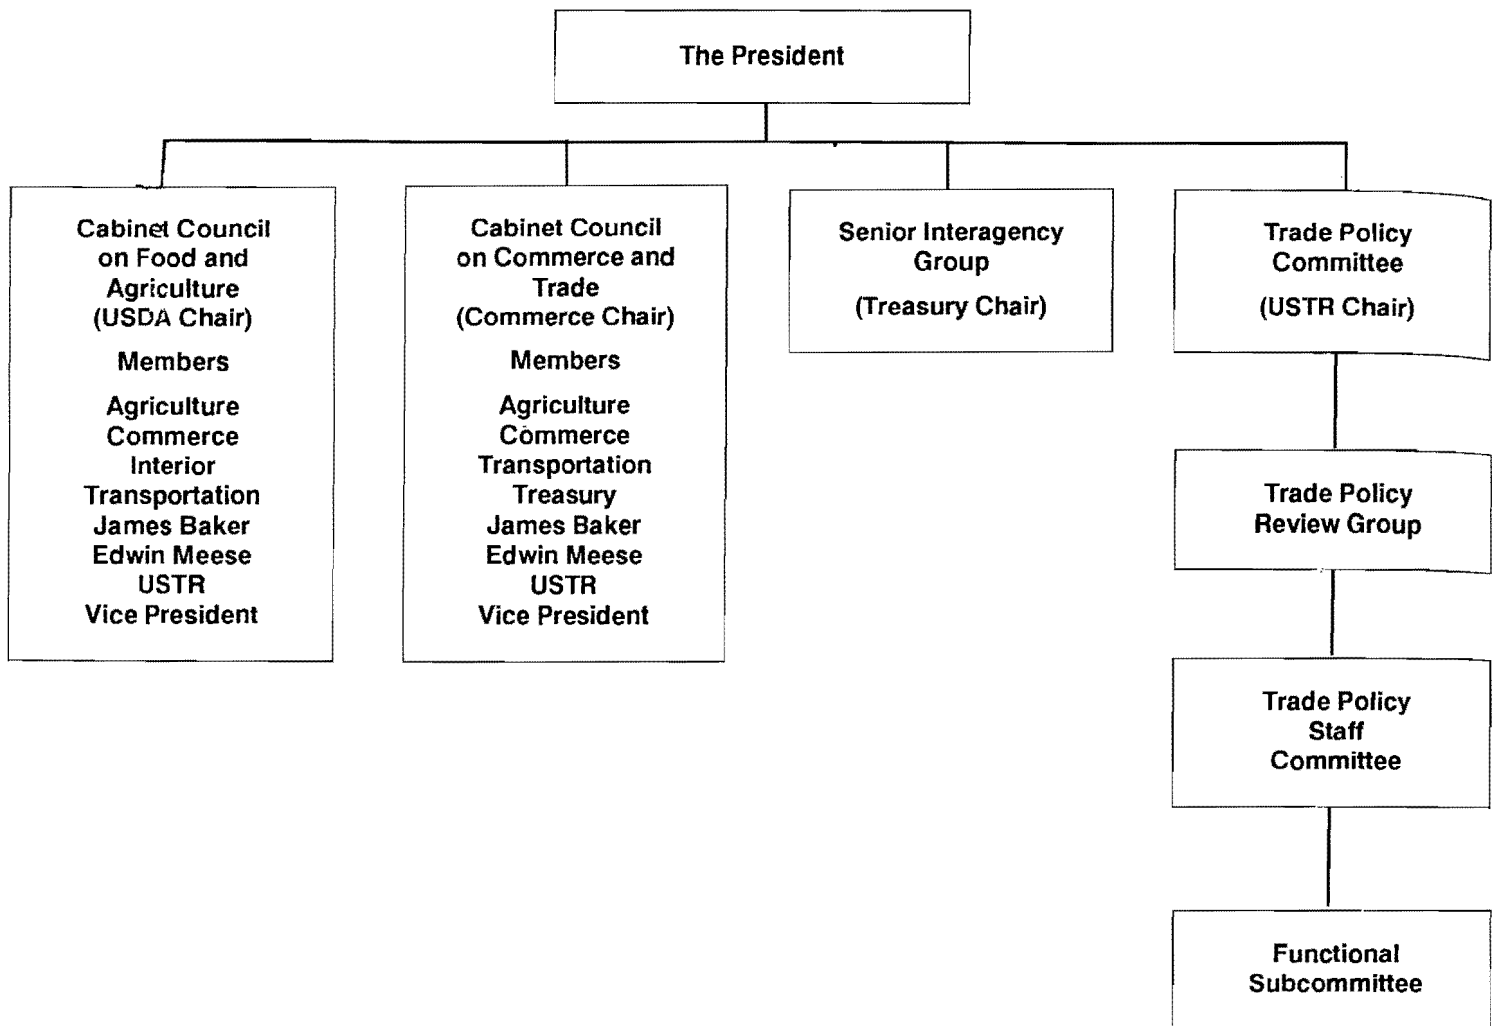 The President
Cabinet Council
on Food and
Agriculture
(USDA Chair)
Members
Agriculture
Commerce
Interior
Transportation
James Baker
Edwin Meese
USTR
Vice President
Cabinet Council
on Commerce and
Trade
(Commerce Chair)
Members
Agriculture
Commerce
Transportation
Treasury
James Baker
Edwin Meese
USTR
Vice President
Senior Interagency
Group
(Treasury Chair)
Trade Policy
Committee
(USTR Chair)
Trade Policy
Review Group
Trade Policy
Staff
Committee
Functional
Subcommittee